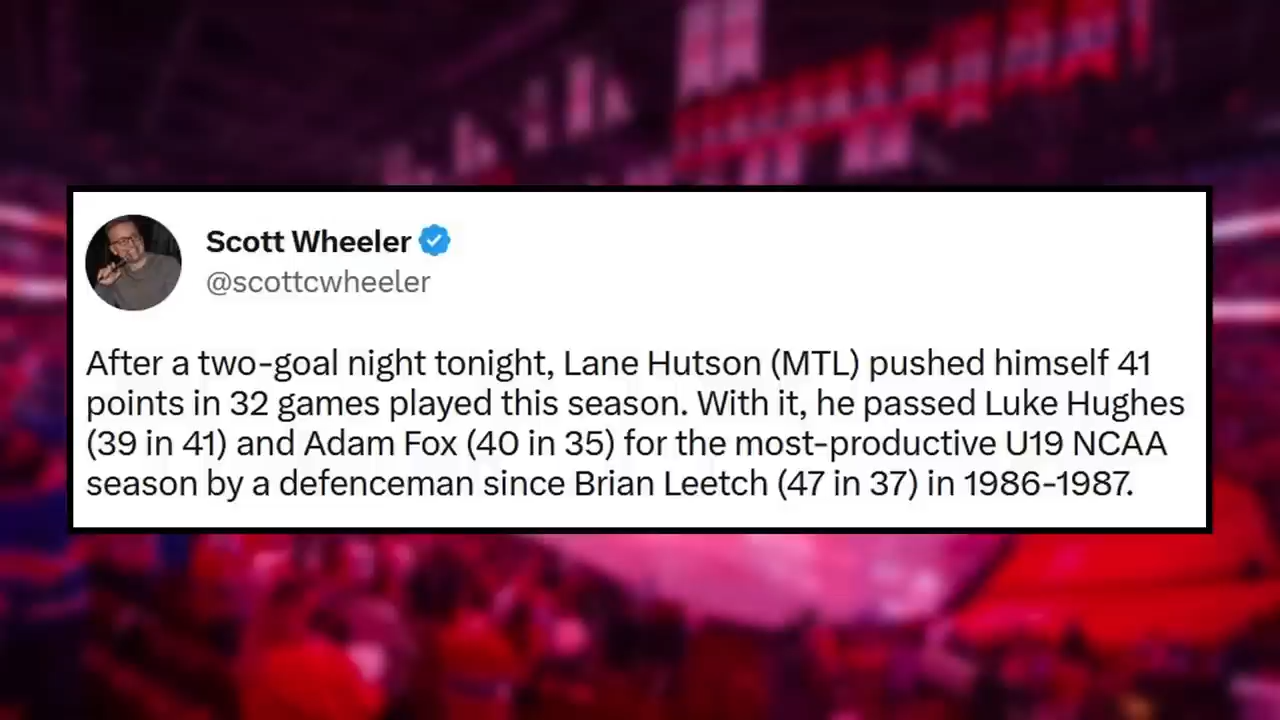 Scott Wheeler
@scottcwheeler
After a two-goal night tonight, Lane Hutson (MTL) pushed himself 41
points in 32 games played this season. With it, he passed Luke Hughes
(39 in 41) and Adam Fox (40 in 35) for the most-productive U19 NCAA
season by a defenceman since Brian Leetch (47 in 37) in 1986-1987.